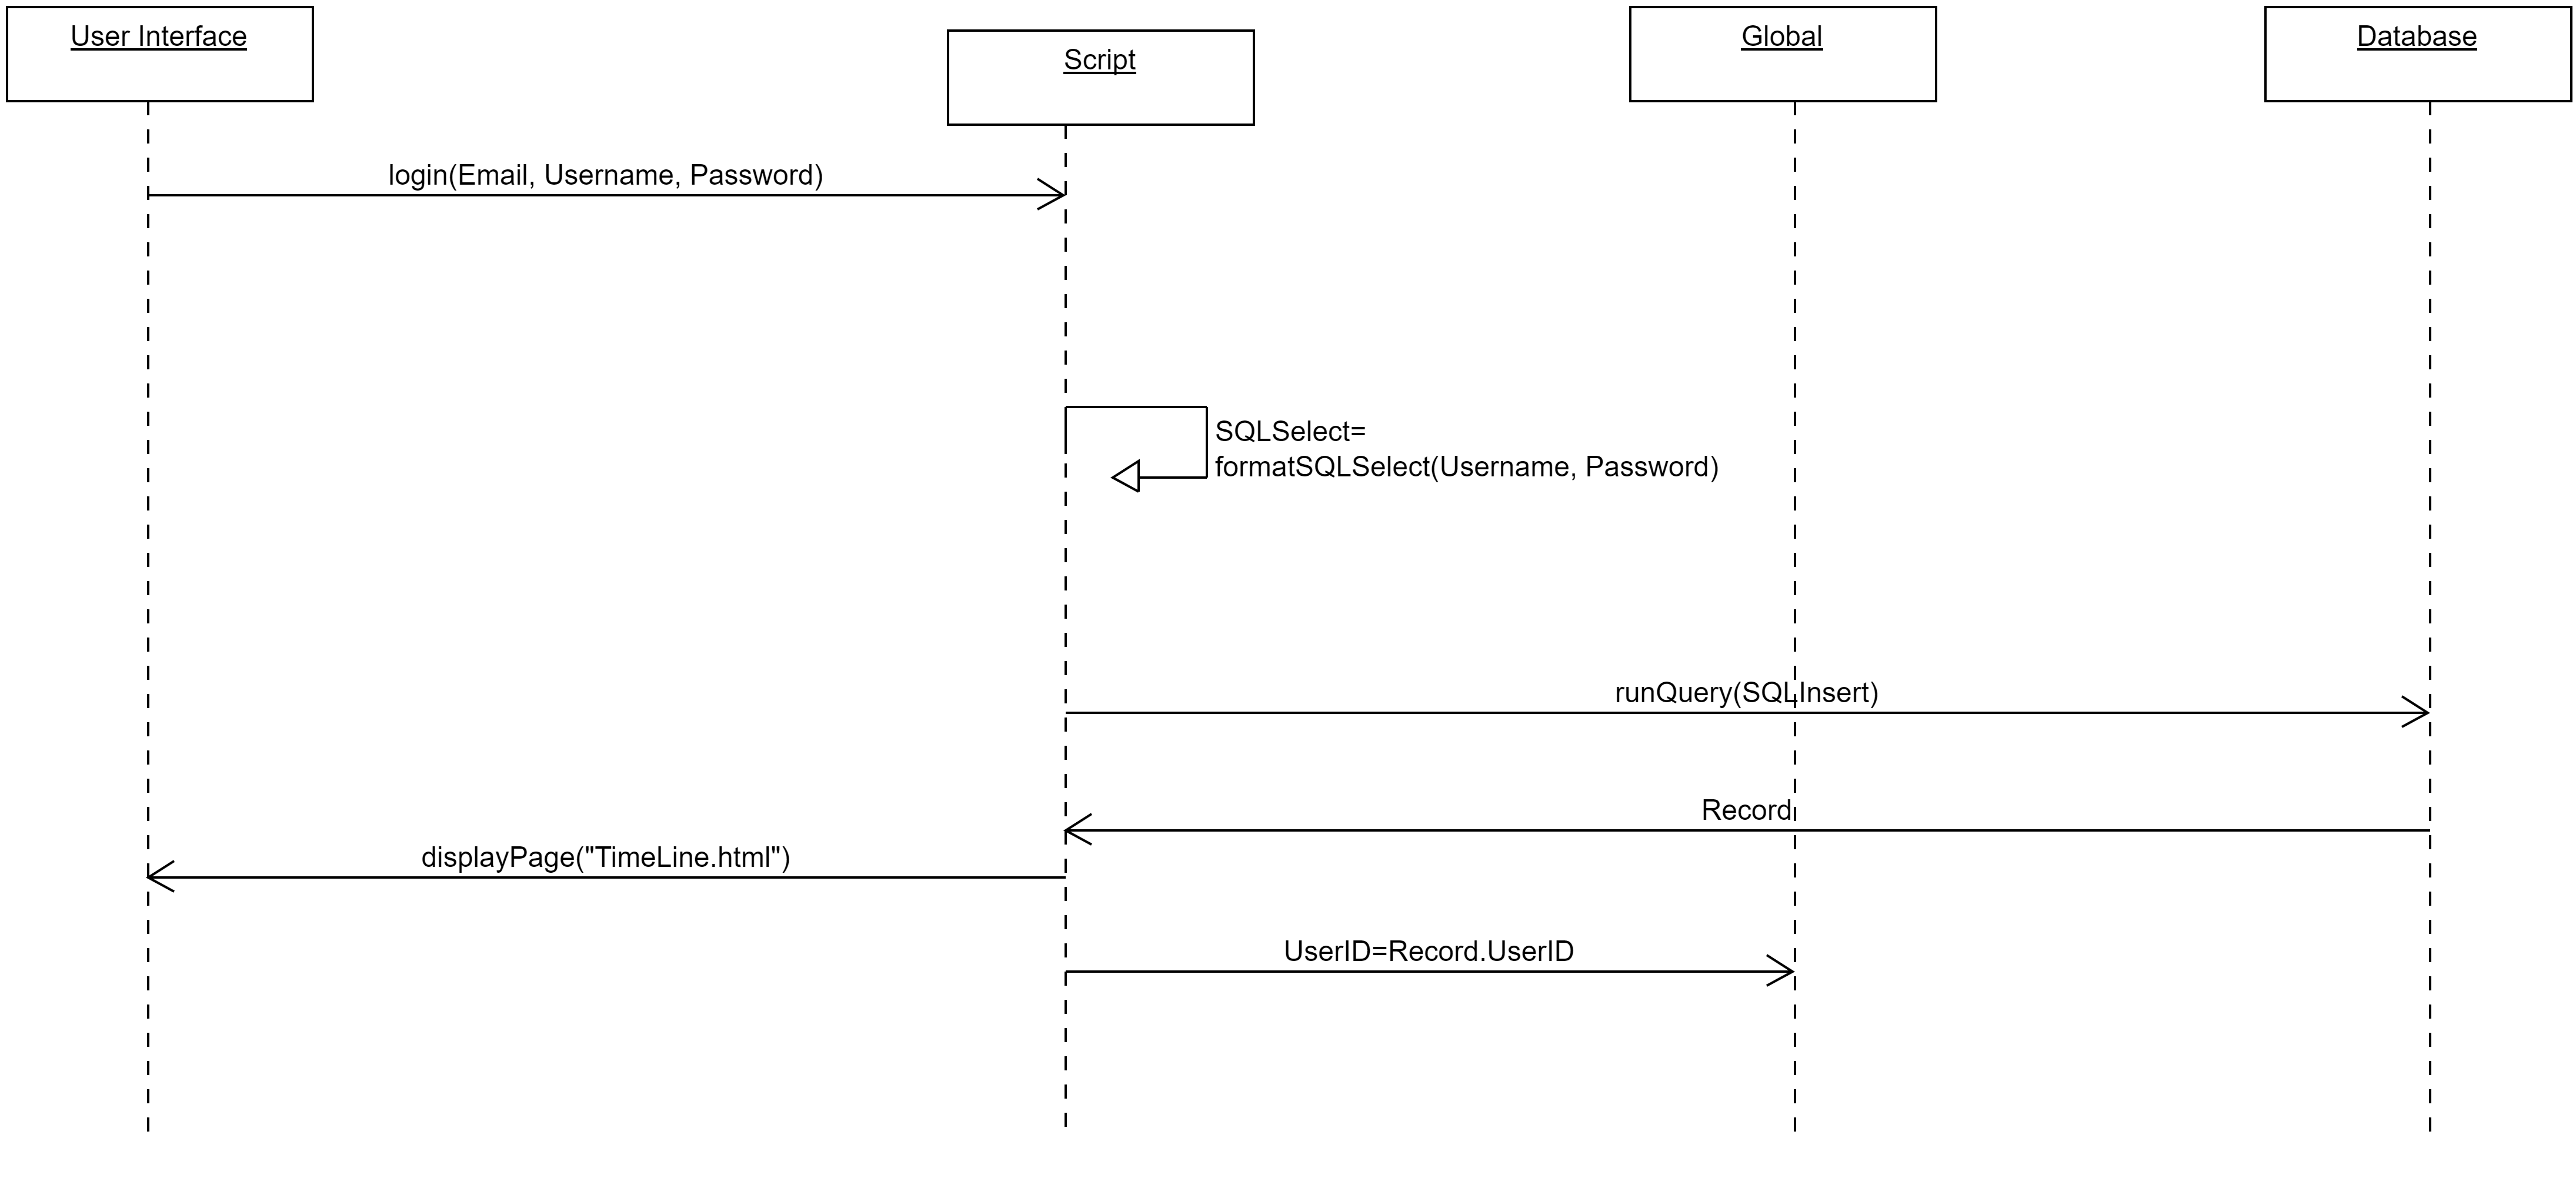 User Interface
Script
Global
Database
login(Email, Username, Password)
SQLSelect=
formatSQLSelect(Username, Password)
runQuery(SQLInsert)
Record
displayPage("TimeLine.html")
UserID=Record.UserID